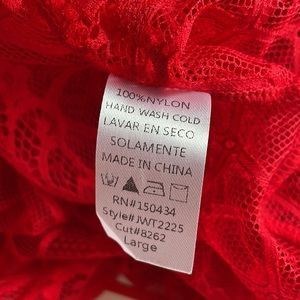 100%NYLON
HAND WASH COLD
LAVAR EN SECO
SOLAMENTE
MADE IN CHINA
RN#150434
Style#JWT2225
Cut#8262
Large